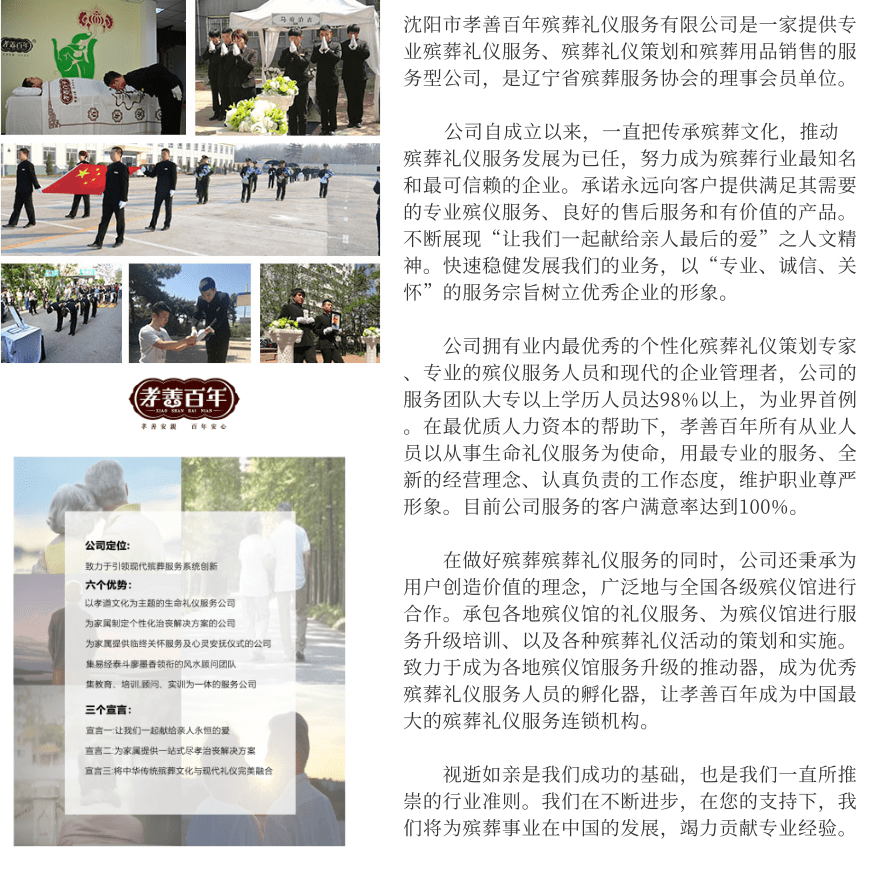 孝善百年
沈阳市孝善百年殡葬礼仪服务有限公司是一家提供专
业殡葬礼仪服务、殡葬礼仪策划和殡葬用品销售的服
务型公司，是辽宁省殡葬服务协会的理事会员单位。
公司自成立以来，一直把传承殡葬文化，推动
殡葬礼仪服务发展为已任，努力成为殡葬行业最知名
和最可信赖的企业。承诺永远向客户提供满足其需要
的专业殡仪服务、良好的售后服务和有价值的产品。
不断展现“让我们一起献给亲人最后的爱”之人文精
神。快速稳健发展我们的业务，以“专业、诚信、关
怀”的服务宗旨树立优秀企业的形象。
公司拥有业内最优秀的个性化殡葬礼仪策划专家
、专业的殡仪服务人员和现代的企业管理者，公司的
服务团队大专以上学历人员达98%以上，为业界首例
。在最优质人力资本的帮助下，孝善百年所有从业人
员以从事生命礼仪服务为使命，用最专业的服务、全
新的经营理念、认真负责的工作态度，维护职业尊严
形象。目前公司服务的客户满意率达到100%。
在做好殡葬殡葬礼仪服务的同时，公司还秉承为
用户创造价值的理念，广泛地与全国各级殡仪馆进行
合作。承包各地殡仪馆的礼仪服务、为殡仪馆进行服
务升级培训、以及各种殡葬礼仪活动的策划和实施。
致力于成为各地殡仪馆服务升级的推动器，成为优秀
殡葬礼仪服务人员的孵化器，让孝善百年成为中国最
大的殡葬礼仪服务连锁机构。
视逝如亲是我们成功的基础，也是我们一直所推
崇的行业准则。我们在不断进步，在您的支持下，我
们将为殡葬事业在中国的发展，竭力贡献专业经验。
孝善百年
XIAO SHAN BAI NIAN
孝善安親 百年安心
公司定位:
致力于引领现代殡葬服务系统创新
六个优势:
以孝道文化为主题的生命礼仪服务公司
为家属制定个性化治丧解决方案的公司
为家属提供临终关怀服务及心灵安抚仪式的公司
集易经泰斗廖墨香领衔的风水顾问团队
集教育、培训,顾问、实训为一体的服务公司
三个宣言:
宣言一:让我们一起献给亲人永恒的爱
宣言二:为家属提供一站式尽孝治丧解决方案
宣言三:将中华传统殡葬文化与现代礼仪完美融合